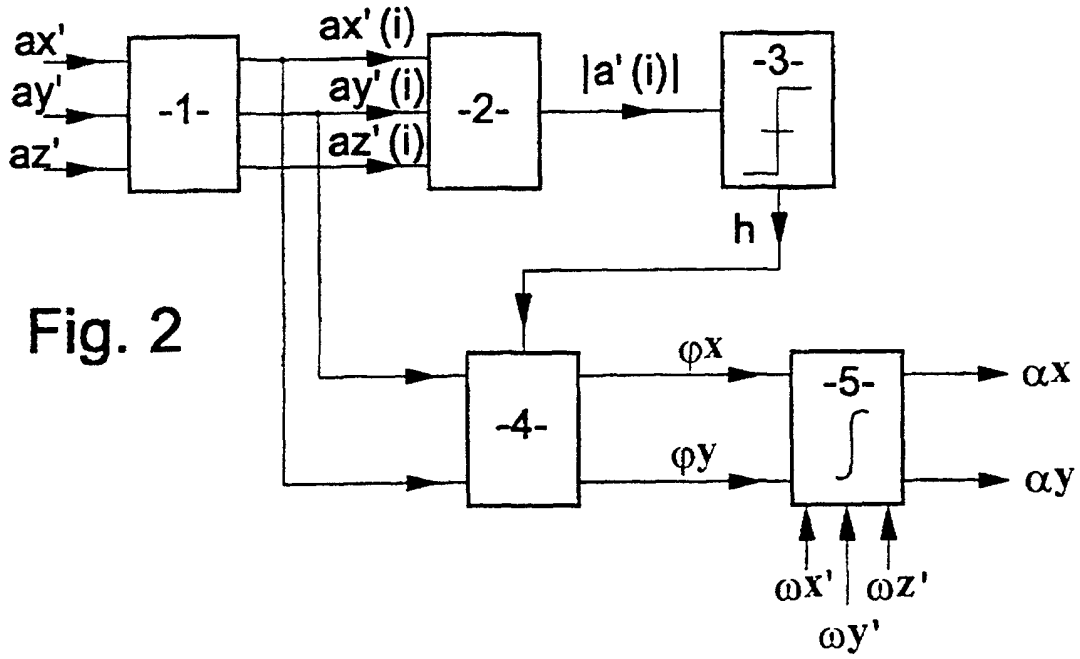 ax'
ay'
az'
-1-
ax'(i)
ay'(i)
az'(i)
-2-
|a'(i)|
-3-
h
Fig. 2
-4-
φx
φy
-5-
αx
αy
ωx'
ωy'
ωz'